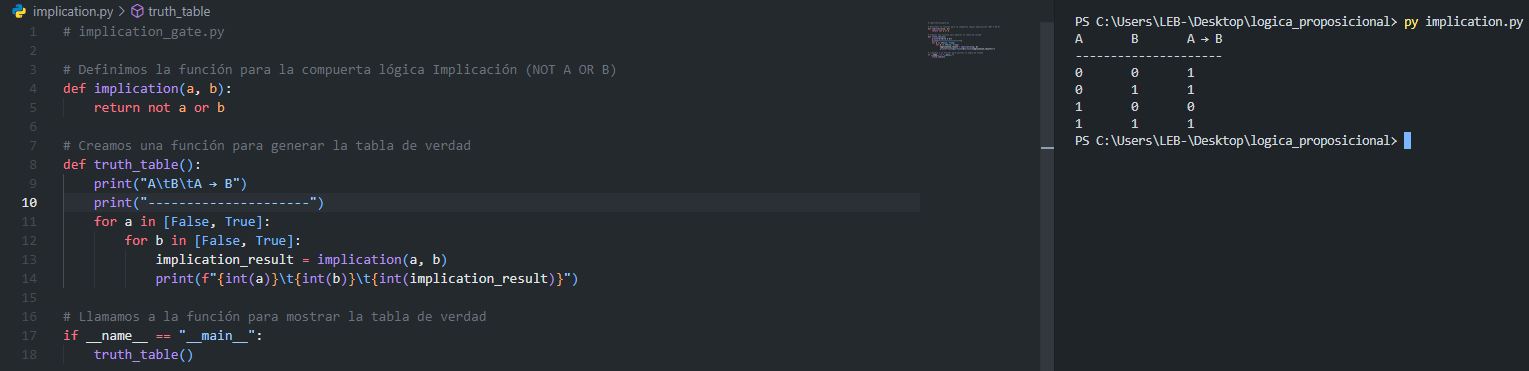 implication.py > truth_table
1 # implication_gate.py
2
3 # Definimos la función para la compuerta lógica Implicación (NOT A OR B)
4 def implication(a, b):
5     return not a or b
6
7 # Creamos una función para generar la tabla de verdad
8 def truth_table():
9     print("A\tB\tA → B")
10     print("---------------------")
11     for a in [False, True]:
12         for b in [False, True]:
13             implication_result = implication(a, b)
14             print(f"{int(a)}\t{int(b)}\t{int(implication_result)}")
15
16 # Llamamos a la función para mostrar la tabla de verdad
17 if __name__ == "__main__":
18     truth_table()
PS C:\Users\LEB-\Desktop\logica_proposicional> py implication.py
A       B       A → B
---------------------
0       0       1
0       1       1
1       0       0
1       1       1
PS C:\Users\LEB-\Desktop\logica_proposicional>